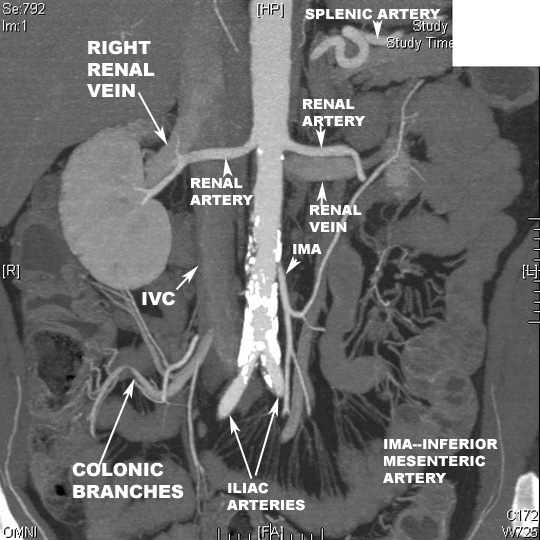 Se:792
Im:1
[HP]
SPLENIC ARTERY
Study
Study Time
RIGHT
RENAL
VEIN
RENAL
ARTERY
RENAL
ARTERY
RENAL
VEIN
IMA
[R]
[L]
IVC
IMA--INFERIOR
MESENTERIC
ARTERY
COLONIC
BRANCHES
ILIAC
ARTERIES
OMNI
[FA]
C172
W725